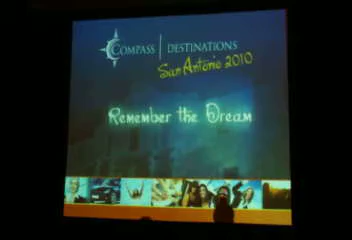 COMPASS | DESTINATIONS
San Antonio 2010
Remember the Dream